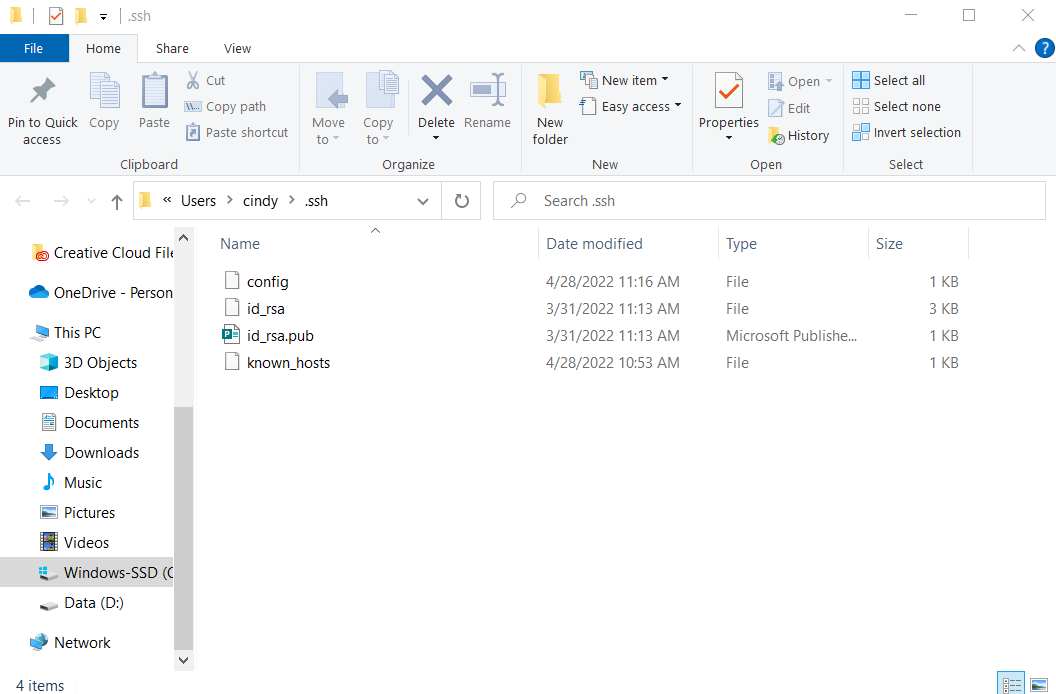 .ssh
File Home Share View
Pin to Quick access
Copy
Paste
Cut
Copy path
Paste shortcut
Clipboard
Move to
Copy to
Delete
Rename
Organize
New folder
New item
Easy access
New
Properties
Open
Edit
History
Open
Select all
Select none
Invert selection
Select
« Users > cindy > .ssh
Search .ssh
Name Date modified Type Size
config 4/28/2022 11:16 AM File 1 KB
id_rsa 3/31/2022 11:13 AM File 3 KB
id_rsa.pub 3/31/2022 11:13 AM Microsoft Publishe... 1 KB
known_hosts 4/28/2022 10:53 AM File 1 KB
Creative Cloud File
OneDrive - Person
This PC
3D Objects
Desktop
Documents
Downloads
Music
Pictures
Videos
Windows-SSD (C
Data (D:)
Network
4 items